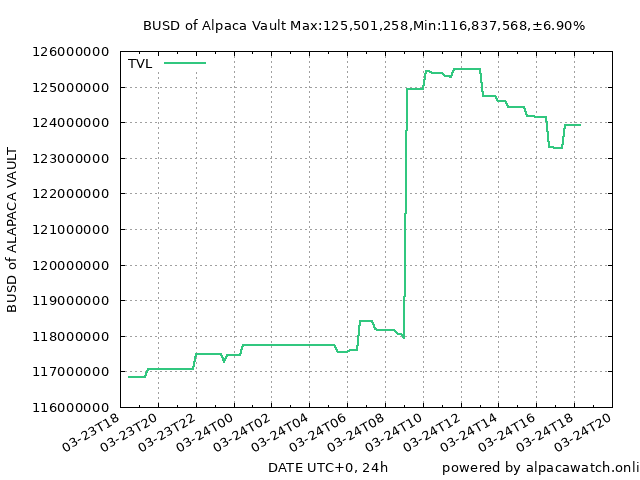 BUSD of Alpaca Vault Max:125,501,258,Min:116,837,568,±6.90%
TVL
126000000
125000000
124000000
123000000
122000000
121000000
120000000
119000000
118000000
117000000
116000000
BUSD of ALAPACA VAULT
03-23T18
03-23T20
03-23T22
03-24T00
03-24T02
03-24T04
03-24T06
03-24T08
03-24T10
03-24T12
03-24T14
03-24T16
03-24T18
03-24T20
DATE UTC+0, 24h
powered by alpacawatch.onli